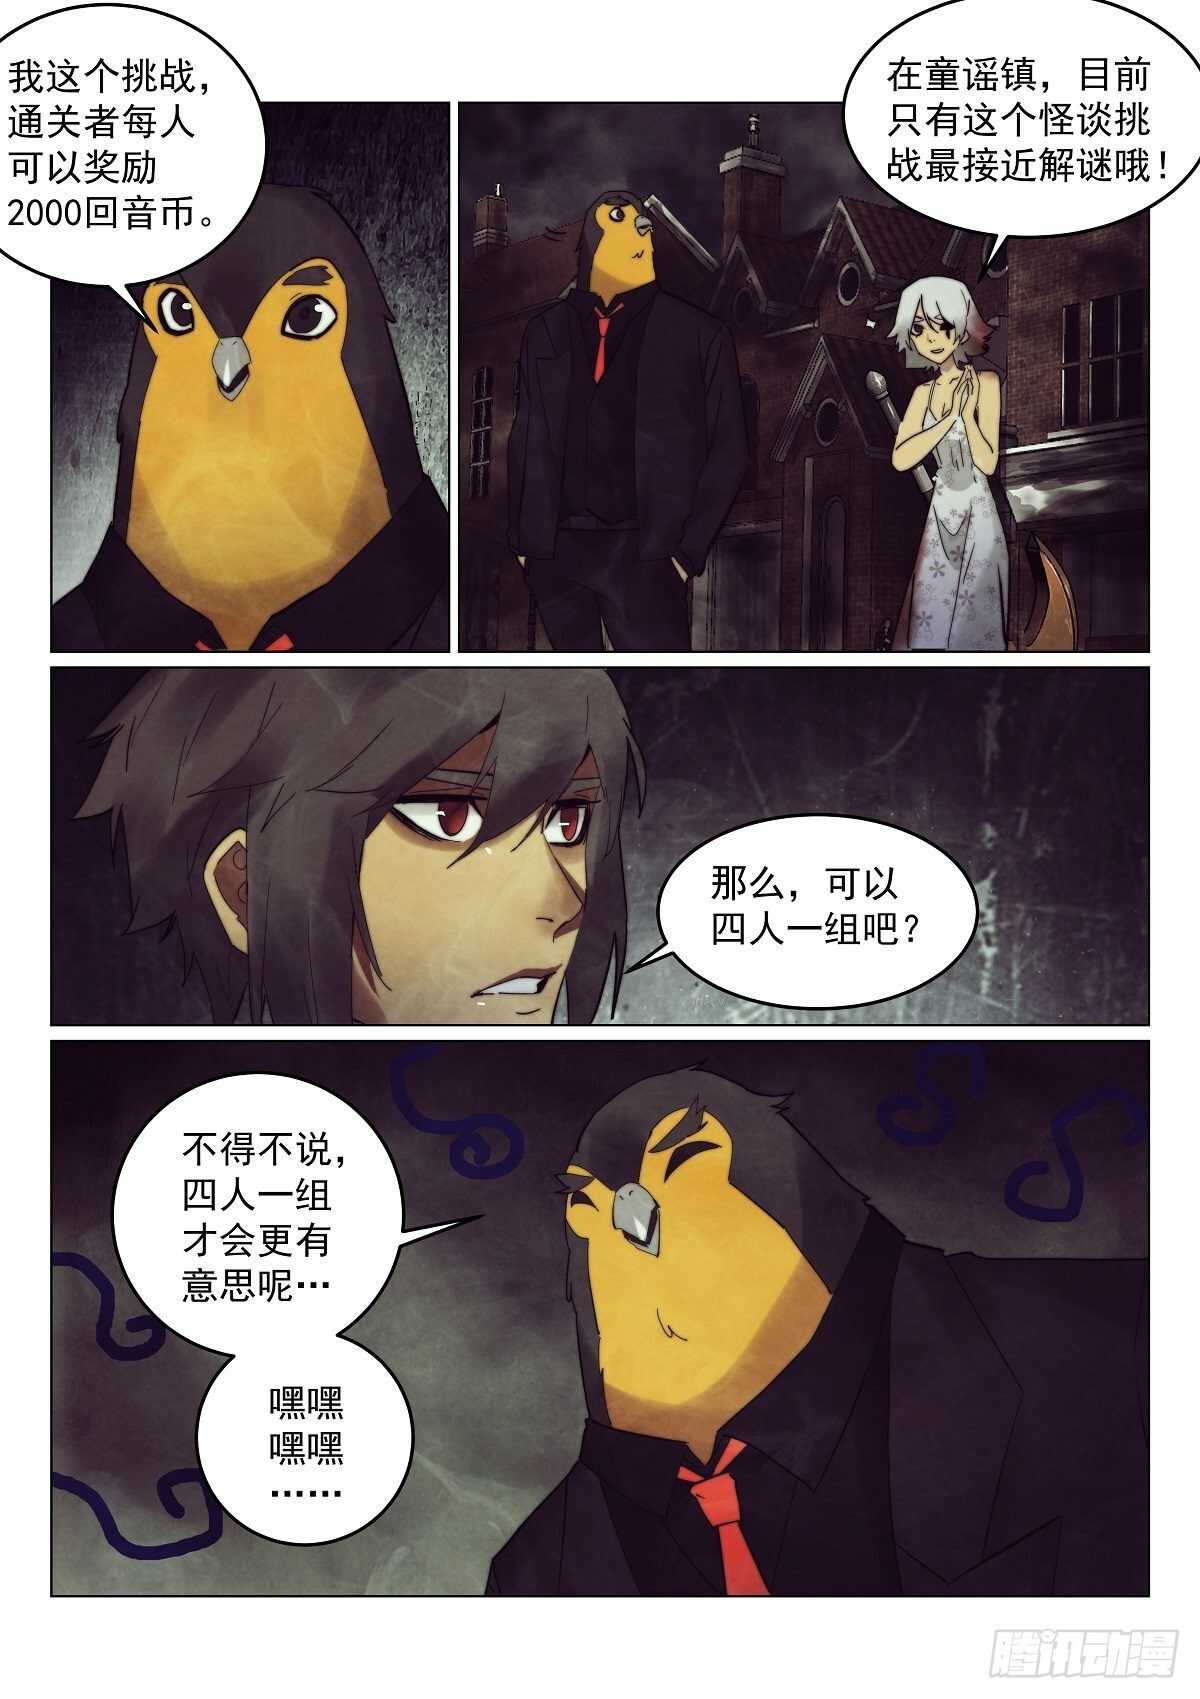 我这个挑战，
通关者每人
可以奖励
2000回音币。
在童谣镇，目前
只有这个怪谈挑
战最接近解谜哦！
那么，可以
四人一组吧？
不得不说，
四人一组
才会更有
意思呢…
嘿嘿
嘿嘿
……
腾讯动漫